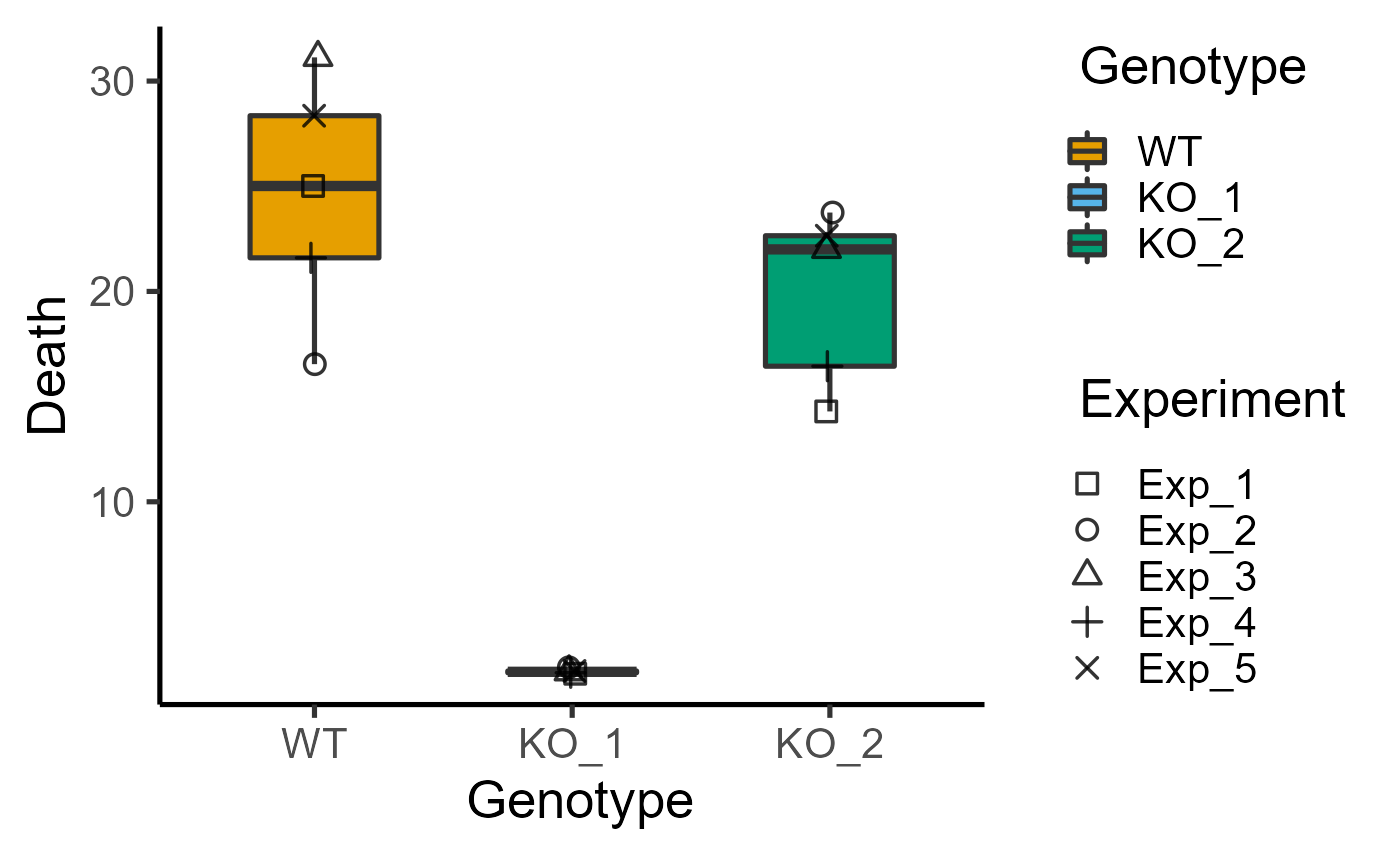 Death
30
20
10
WT
KO_1
KO_2
Genotype
Genotype
WT
KO_1
KO_2
Experiment
Exp_1
Exp_2
Exp_3
Exp_4
Exp_5